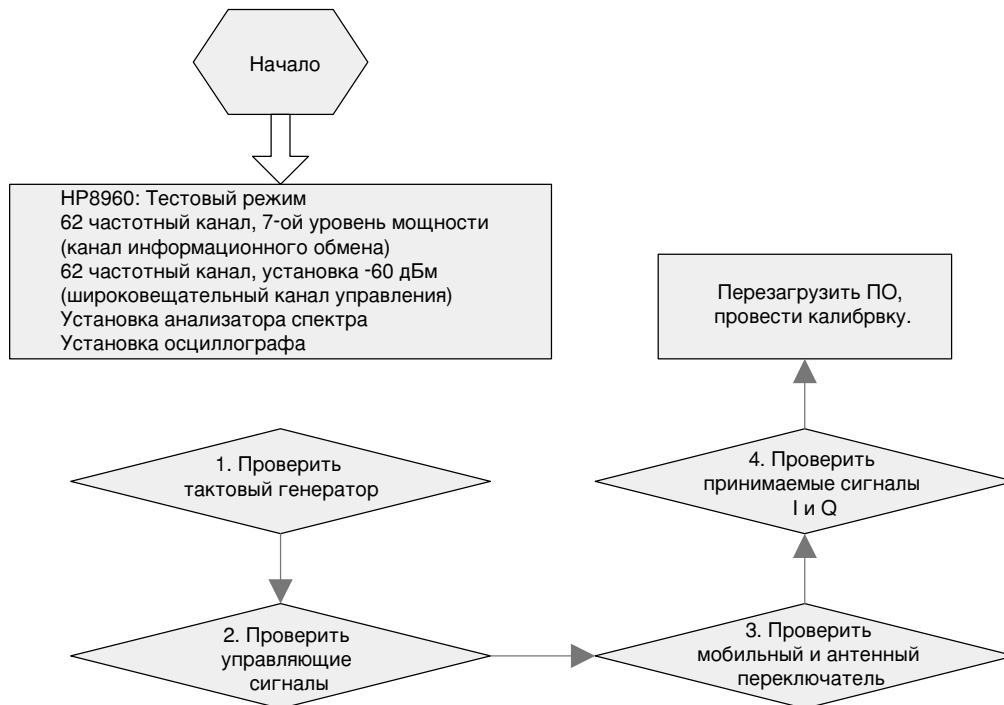 Начало
HP8960: Тестовый режим
62 частотный канал, 7-ой уровень мощности
(канал информационного обмена)
62 частотный канал, установка -60 дБм
(широковещательный канал управления)
Установка анализатора спектра
Установка осциллографа
1. Проверить
тактовый генератор
2. Проверить
управляющие
сигналы
3. Проверить
мобильный и антенный
переключатель
4. Проверить
принимаемые сигналы
I и Q
Перезагрузить ПО,
провести калибрвку.